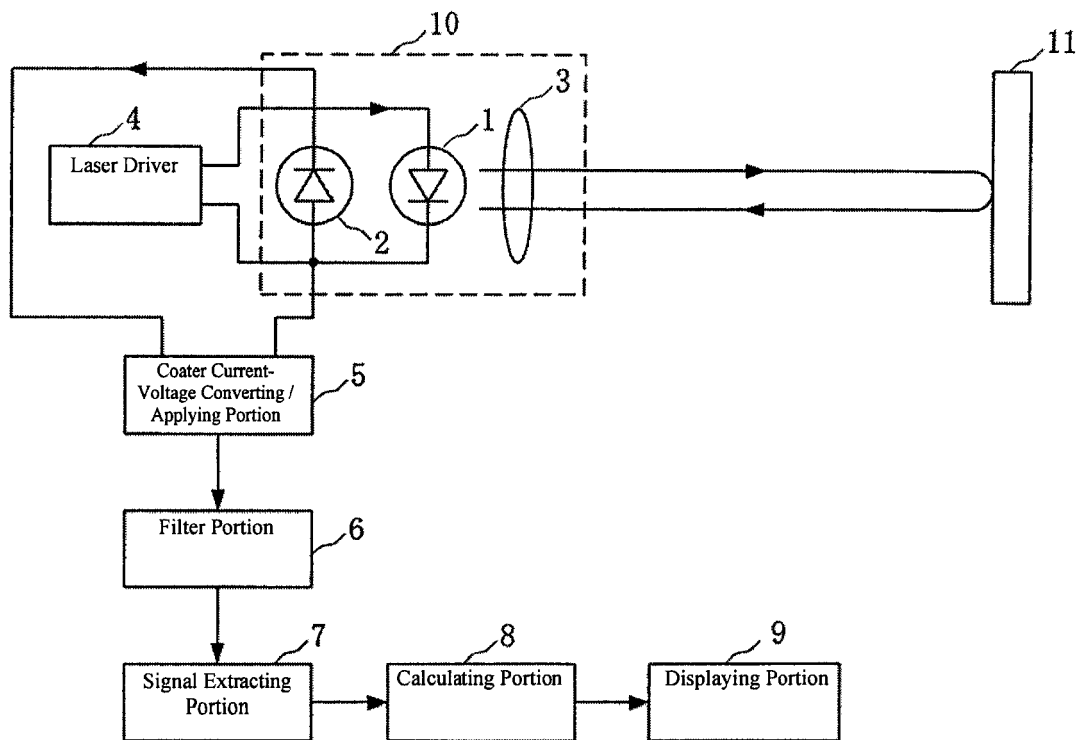 10
11
3
1
4
Laser Driver
2
Coater Current-
Voltage Converting /
Applying Portion
5
Filter Portion
6
7
8
9
Signal Extracting
Portion
Calculating Portion
Displaying Portion